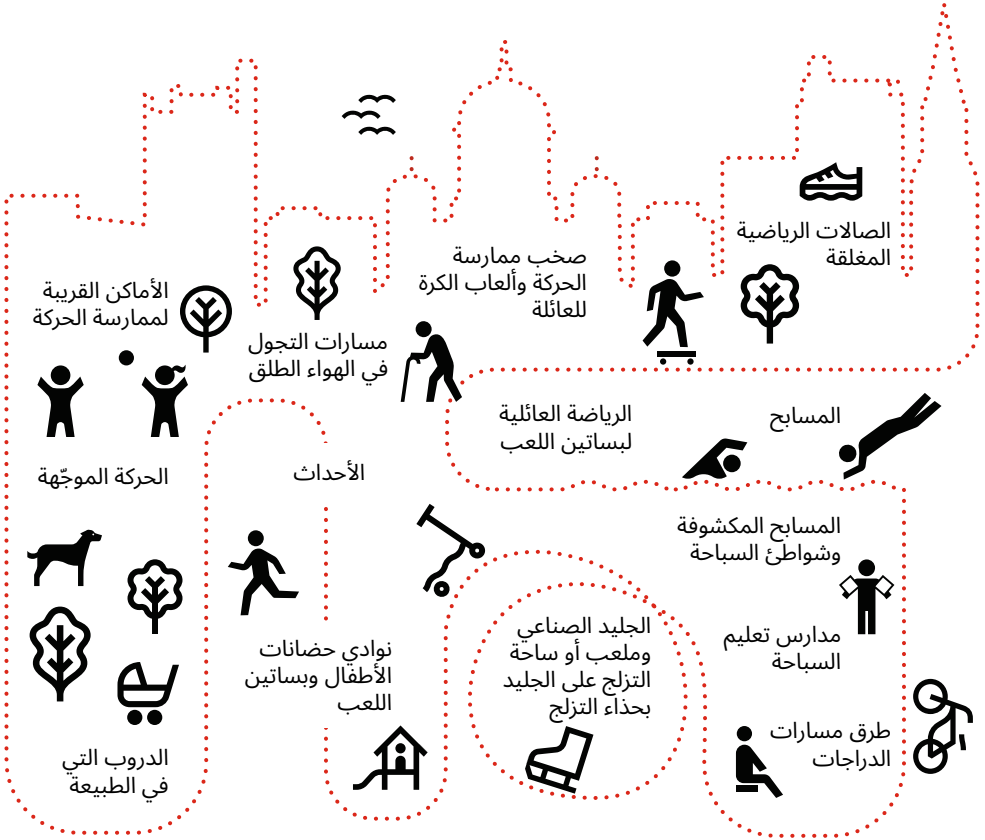 الصالات الرياضية
المغلقة
صخب ممارسة
الحركة وألعاب الكرة
للعائلة
الأماكن القريبة
لممارسة الحركة
مسارات التجول
في الهواء الطلق
المسابح
الرياضة العائلية
لبساتين اللعب
الأحداث
الحركة الموجّهة
المسابح المكشوفة
وشواطئ السباحة
مدارس تعليم
السباحة
الجليد الصناعي
وملعب أو ساحة
التزلج على الجليد
بحذاء التزلج
نوادي حضانات
الأطفال وبساتين
اللعب
طرق مسارات
الدراجات
الدروب التي
في الطبيعة